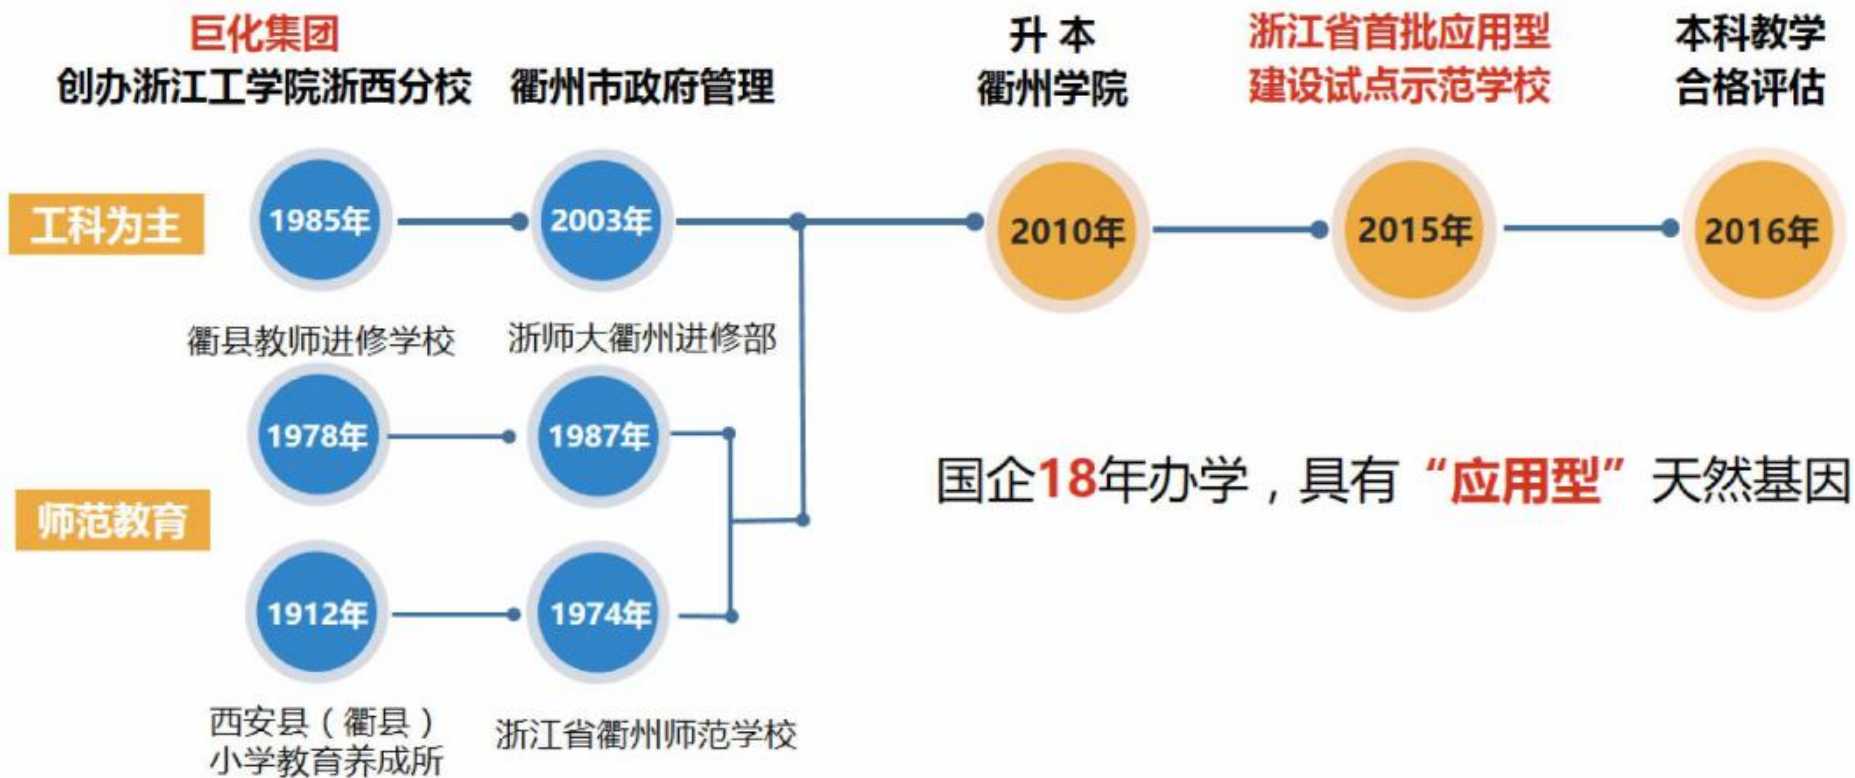 巨化集团
创办浙江工学院浙西分校
衢州市政府管理
升 本
衢州学院
浙江省首批应用型
建设试点示范学校
本科教学
合格评估
工科为主
1985年
2003年
2010年
2015年
2016年
衢县教师进修学校
浙师大衢州进修部
1978年
1987年
国企18年办学，具有“应用型”天然基因
师范教育
1912年
1974年
西安县（衢县）
小学教育养成所
浙江省衢州师范学校